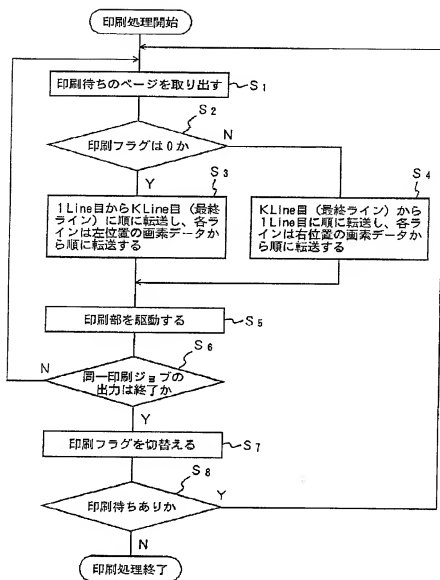 印刷処理開始
印刷待ちのページを取り出す
S1
S2
印刷フラグは0か
N
Y
S3
1Line目からKLine目（最終
ライン）に順に転送し、各ラ
インは左位置の画素データか
ら順に転送する
S4
KLine目（最終ライン）から
1Line目に順に転送し、各ラ
インは右位置の画素データか
ら順に転送する
印刷部を駆動する
S5
S6
N
同一印刷ジョブの
出力は終了か
Y
印刷フラグを切替える
S7
S8
印刷待ちありか
Y
N
印刷処理終了